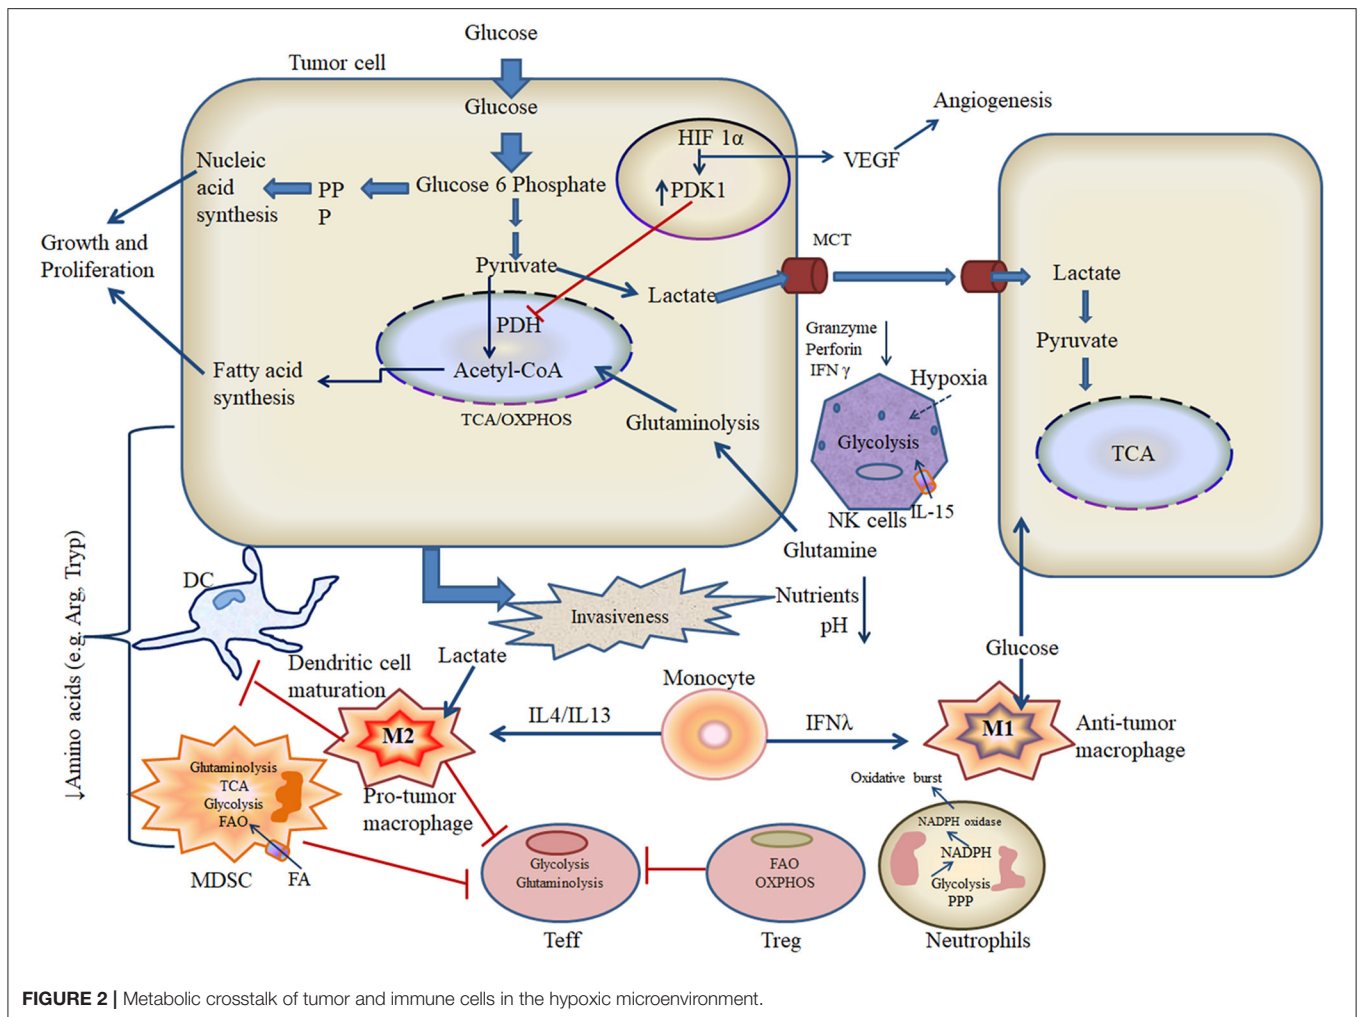 Glucose
Tumor cell
Glucose
Angiogenesis
HIF 1α
VEGF
Nucleic
acid
synthesis
PP
P
Glucose 6 Phosphate
PDK1
Growth and
Proliferation
MCT
Pyruvate
Lactate
Lactate
PDH
Granzyme
Perforin
IFN γ
Pyruvate
Acetyl-CoA
Fatty acid
synthesis
Hypoxia
TCA/OXPHOS
Glutaminolysis
Glycolysis
TCA
IL-15
NK cells
Glutamine
↓Amino acids (e.g. Arg, Tryp)
DC
Invasiveness
Nutrients
pH
Dendritic cell
maturation
Lactate
Glucose
Monocyte
M2
IL4/IL13
IFNλ
M1
Anti-tumor
macrophage
Glutaminolysis
TCA
Glycolysis
FAO
Pro-tumor
macrophage
Oxidative burst
NADPH oxidase
NADPH
Glycolysis
PPP
MDSC
FA
Glycolysis
Glutaminolysis
FAO
OXPHOS
Teff
Treg
Neutrophils
FIGURE 2 | Metabolic crosstalk of tumor and immune cells in the hypoxic microenvironment.